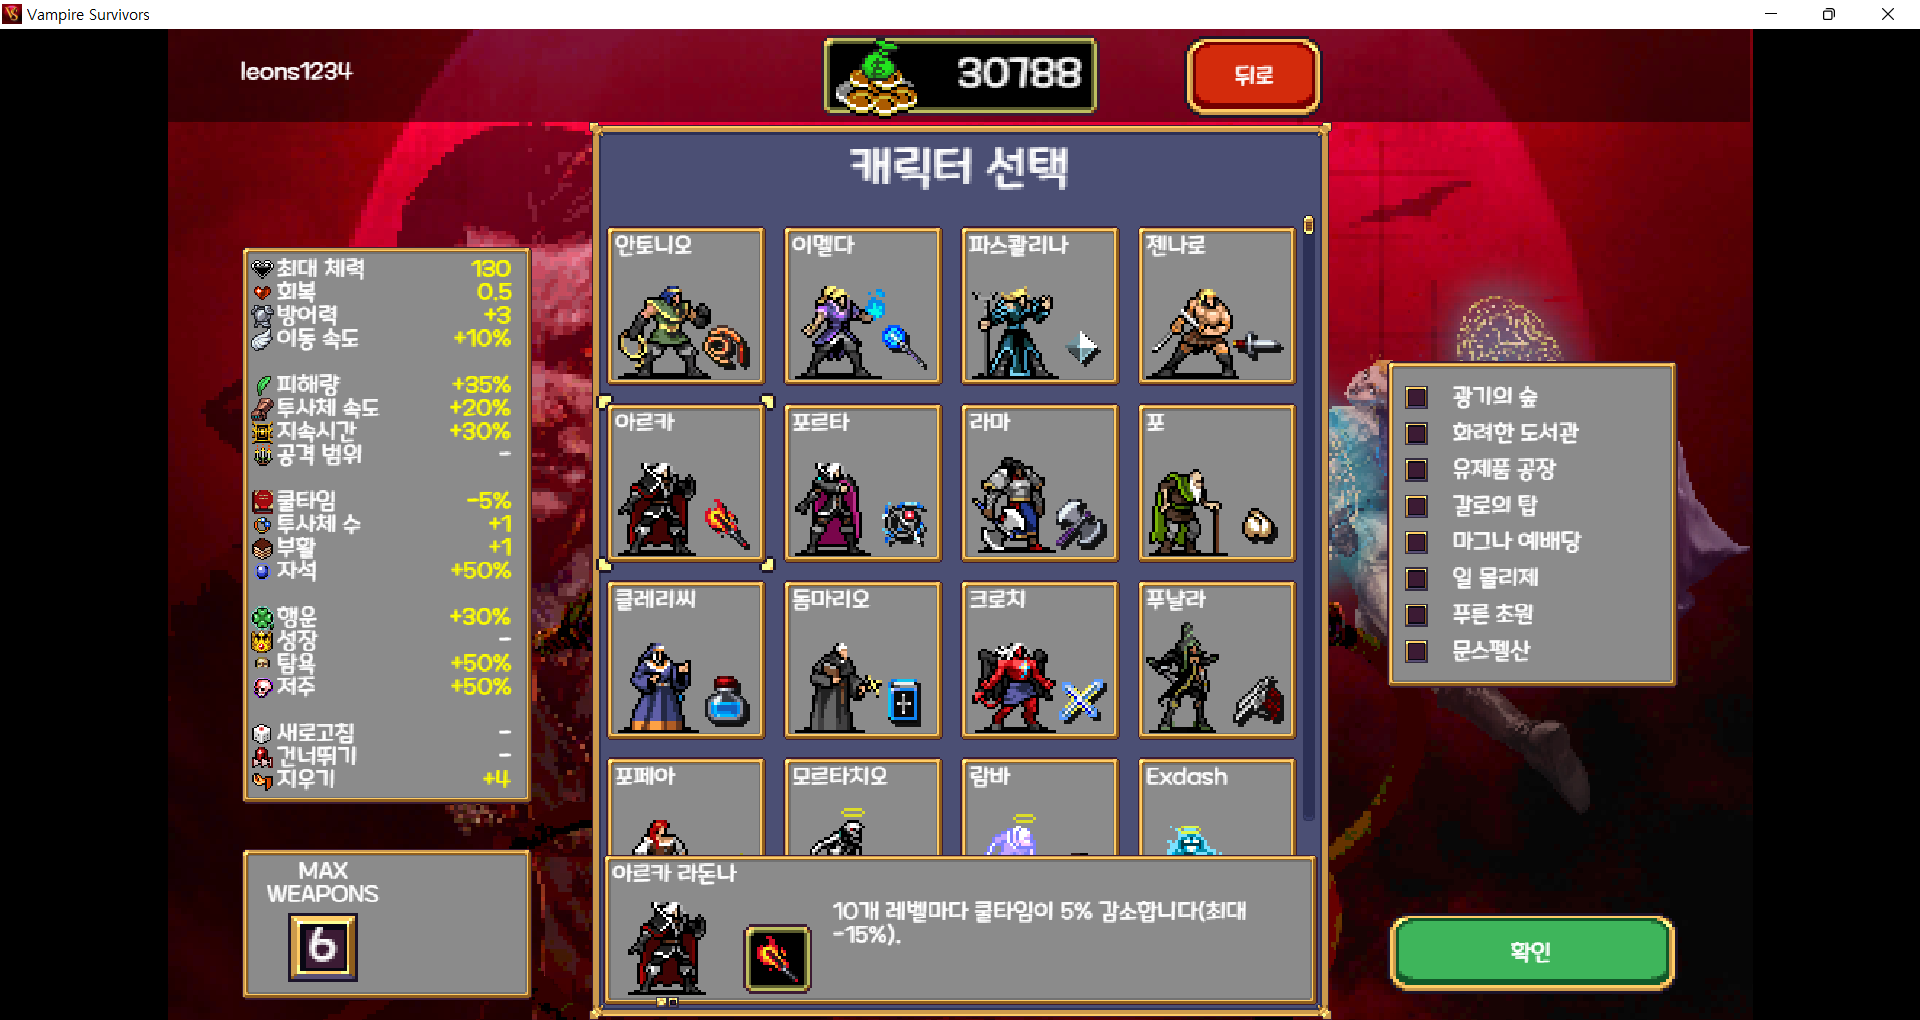 Vampire Survivors
leons1234
30788
뒤로
캐릭터 선택
최대 체력 130
회복 0.5
방어력 +3
이동 속도 +10%
피해량 +35%
투사체 속도 +20%
지속시간 +30%
공격 범위 -
쿨타임 -5%
투사체 수 +1
부활 +1
자석 +50%
행운 +30%
성장 -
탐욕 +50%
저주 +50%
새로고침 -
건너뛰기 -
지우기 +4
MAX
WEAPONS
6
안토니오
이멜다
파스콸리나
젠나로
아르카
포르타
라마
포
클레리씨
돔마리오
크로치
푸냘라
포페아
모르타치오
람바
Exdash
아르카 라돈나
10개 레벨마다 쿨타임이 5% 감소합니다(최대
-15%).
광기의 숲
화려한 도서관
유제품 공장
갈로의 탑
마그나 예배당
일 몰리제
푸른 초원
문스펠산
확인